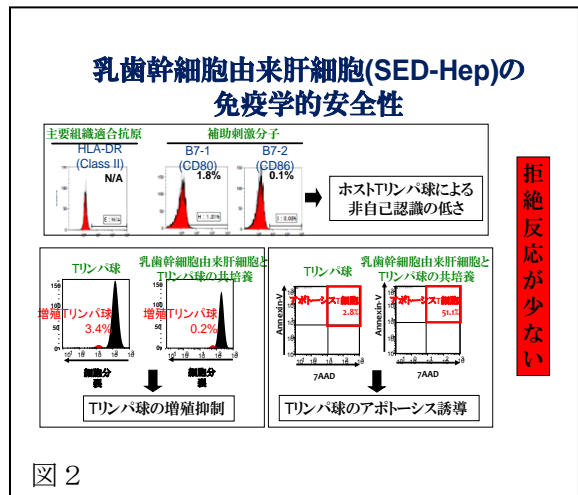 乳歯幹細胞由来肝細胞(SED-Hep)の
免疫学的安全性
主要組織適合抗原
HLA-DR
(Class II)
N/A
補助刺激分子
B7-1
(CD80)
1.8%
B7-2
(CD86)
0.1%
ホストTリンパ球による
非自己認識の低さ
拒絶反応が少ない
Tリンパ球
増殖Tリンパ球
3.4%
細胞分裂
乳歯幹細胞由来肝細胞と
Tリンパ球の共培養
増殖Tリンパ球
0.2%
細胞分裂
Tリンパ球の増殖抑制
Tリンパ球
アポトーシスT細胞
2.8%
Annexin-V
7AAD
乳歯幹細胞由来肝細胞と
Tリンパ球の共培養
アポトーシスT細胞
51.1%
Annexin-V
7AAD
Tリンパ球のアポトーシス誘導
図2